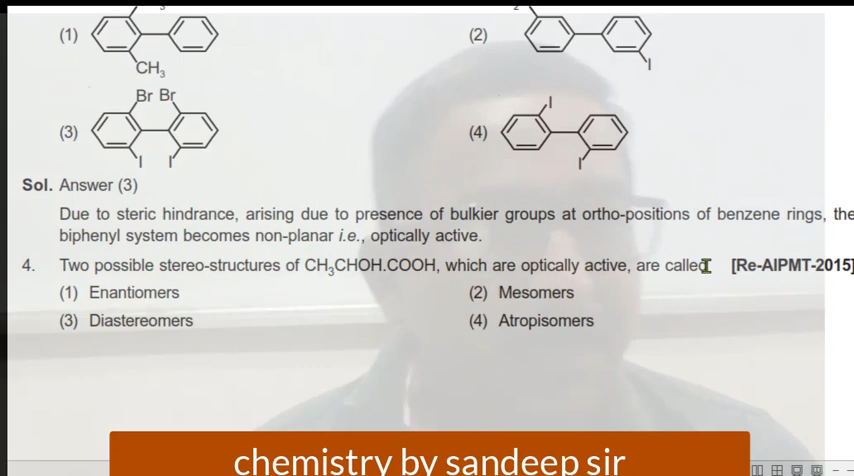 3
2
(1) (2)
CH3 I
Br Br I
(3) (4)
I I I
Sol. Answer (3)
Due to steric hindrance, arising due to presence of bulkier groups at ortho-positions of benzene rings, the
biphenyl system becomes non-planar i.e., optically active.
4. Two possible stereo-structures of CH3CHOH.COOH, which are optically active, are called [Re-AIPMT-2015]
(1) Enantiomers (2) Mesomers
(3) Diastereomers (4) Atropisomers
chemistry by sandeep sir